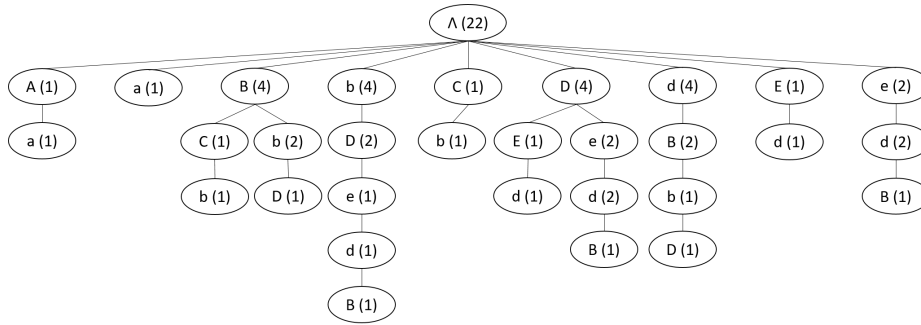 Λ (22)
A (1) a (1) B (4) b (4) C (1) D (4) d (4) E (1) e (2)
a (1) C (1) b (2) D (2) b (1) E (1) e (2) B (2) d (1) d (2)
b (1) D (1) e (1) d (1) d (2) b (1) B (1)
d (1) B (1) D (1)
B (1)